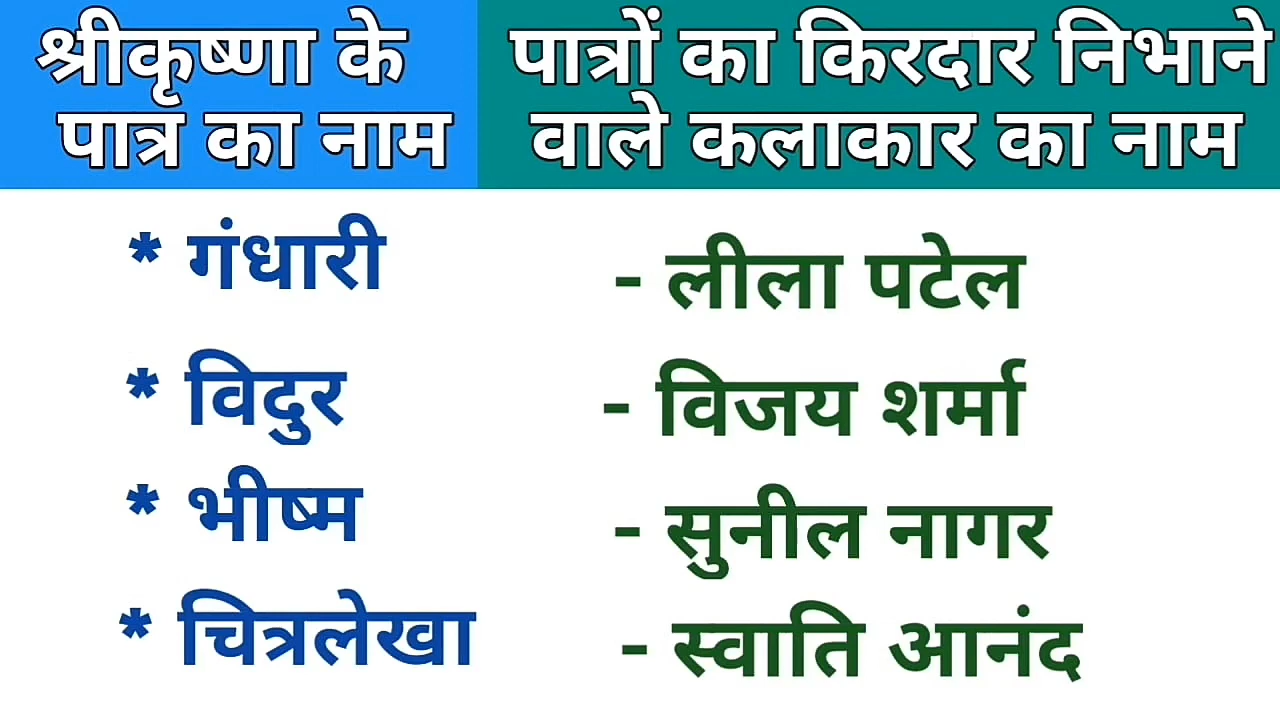 श्रीकृष्णा के
पात्र का नाम
पात्रों का किरदार निभाने
वाले कलाकार का नाम
* गंधारी
- लीला पटेल
* विदुर
- विजय शर्मा
* भीष्म
- सुनील नागर
* चित्रलेखा
- स्वाति आनंद